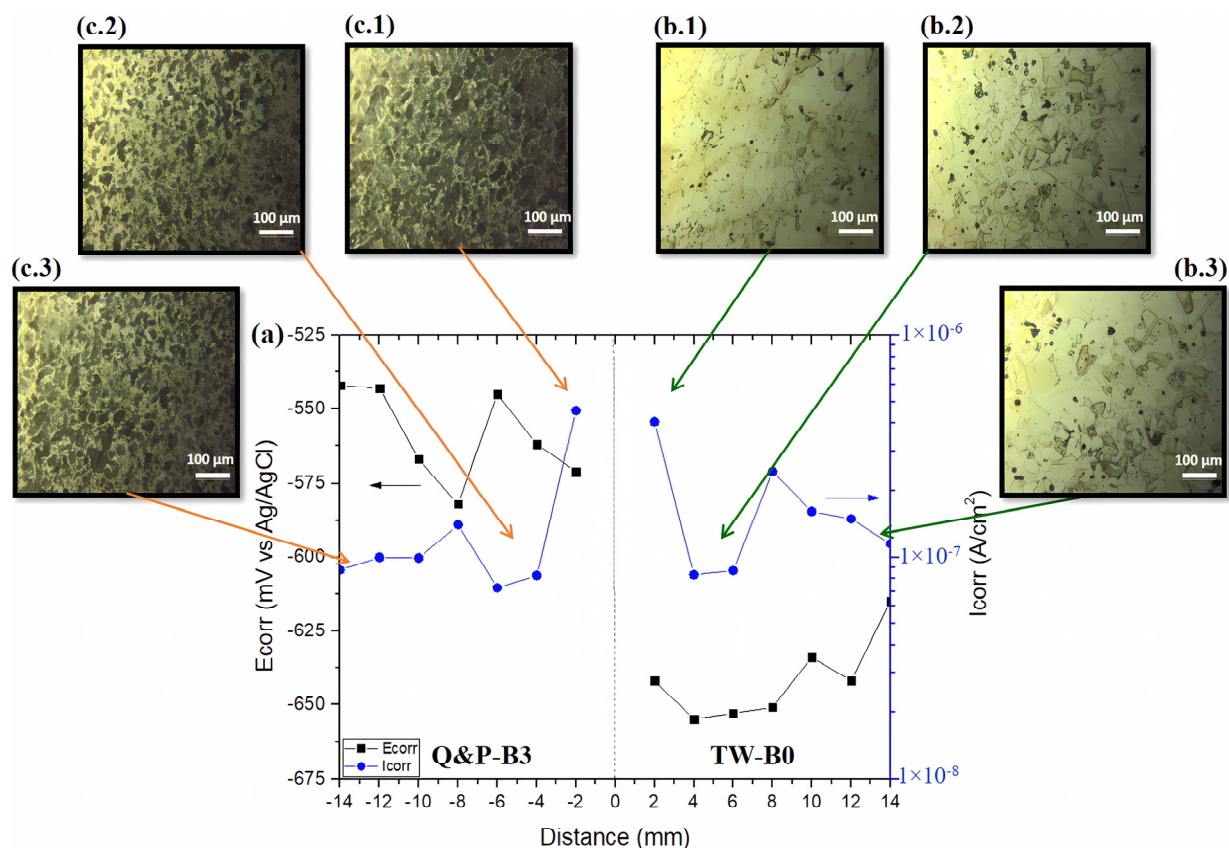 (c.2)
(c.1)
(b.1)
(b.2)
100 µm
100 µm
100 µm
100 µm
(c.3)
(b.3)
100 µm
100 µm
(a)
-525
-550
-575
-600
-625
-650
-675
Ecorr (mV vs Ag/AgCl)
1×10-6
1×10-7
1×10-8
Icorr (A/cm²)
Ecorr
Icorr
Q&P-B3
TW-B0
-14 -12 -10 -8 -6 -4 -2 0 2 4 6 8 10 12 14
Distance (mm)